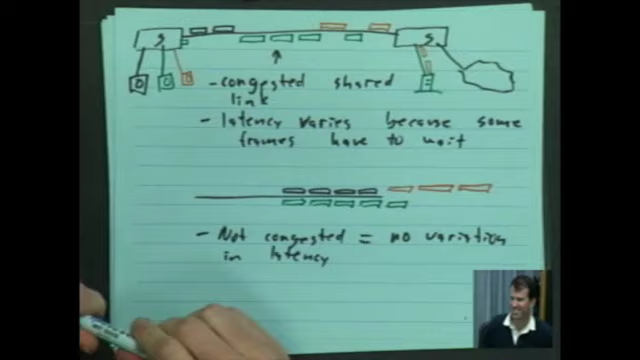 S
S
- congested shared
link
- latency varies because some
frames have to wait
- Not congested = no variation
in latency